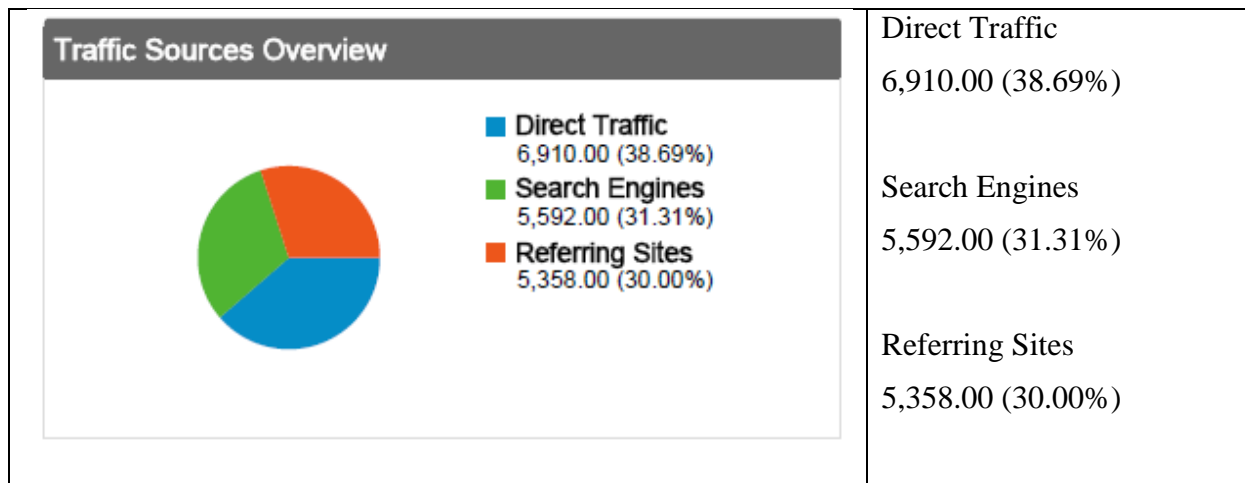 Traffic Sources Overview
Direct Traffic
6,910.00 (38.69%)
Search Engines
5,592.00 (31.31%)
Referring Sites
5,358.00 (30.00%)
Direct Traffic
6,910.00 (38.69%)
Search Engines
5,592.00 (31.31%)
Referring Sites
5,358.00 (30.00%)